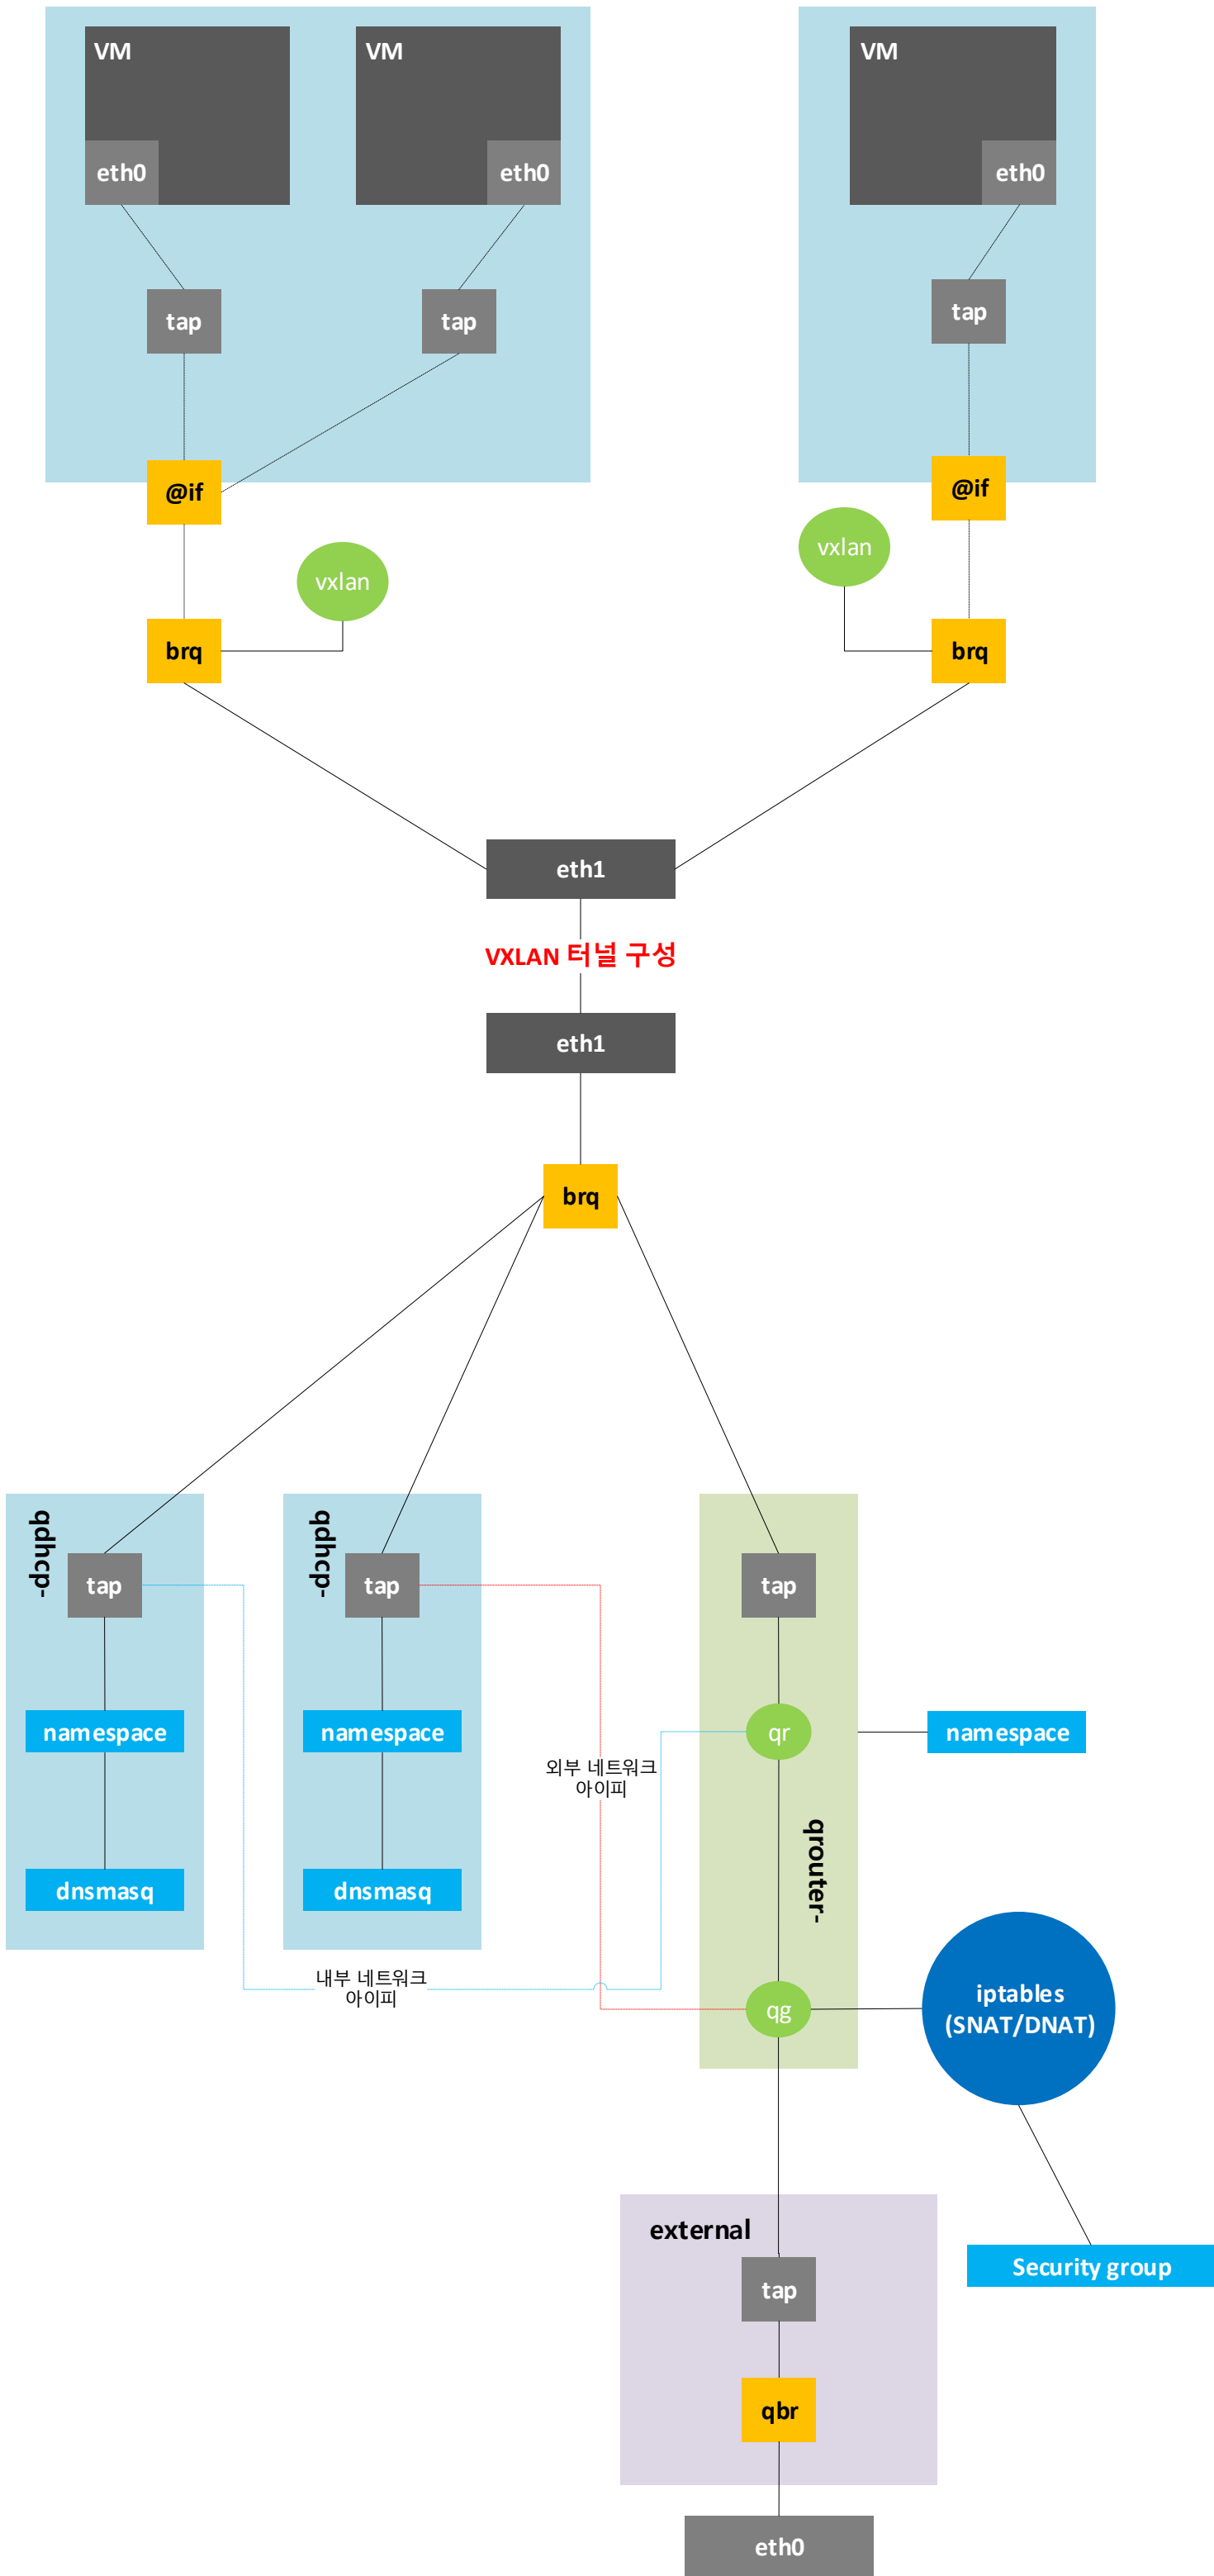 VM
VM
VM
eth0
eth0
eth0
tap
tap
tap
@if
@if
vxlan
vxlan
brq
brq
eth1
VXLAN 터널 구성
eth1
brq
qdhcp-
qdhcp-
tap
tap
tap
namespace
namespace
qr
namespace
외부 네트워크
아이피
qrouter-
dnsmasq
dnsmasq
내부 네트워크
아이피
qg
iptables
(SNAT/DNAT)
external
Security group
tap
qbr
eth0